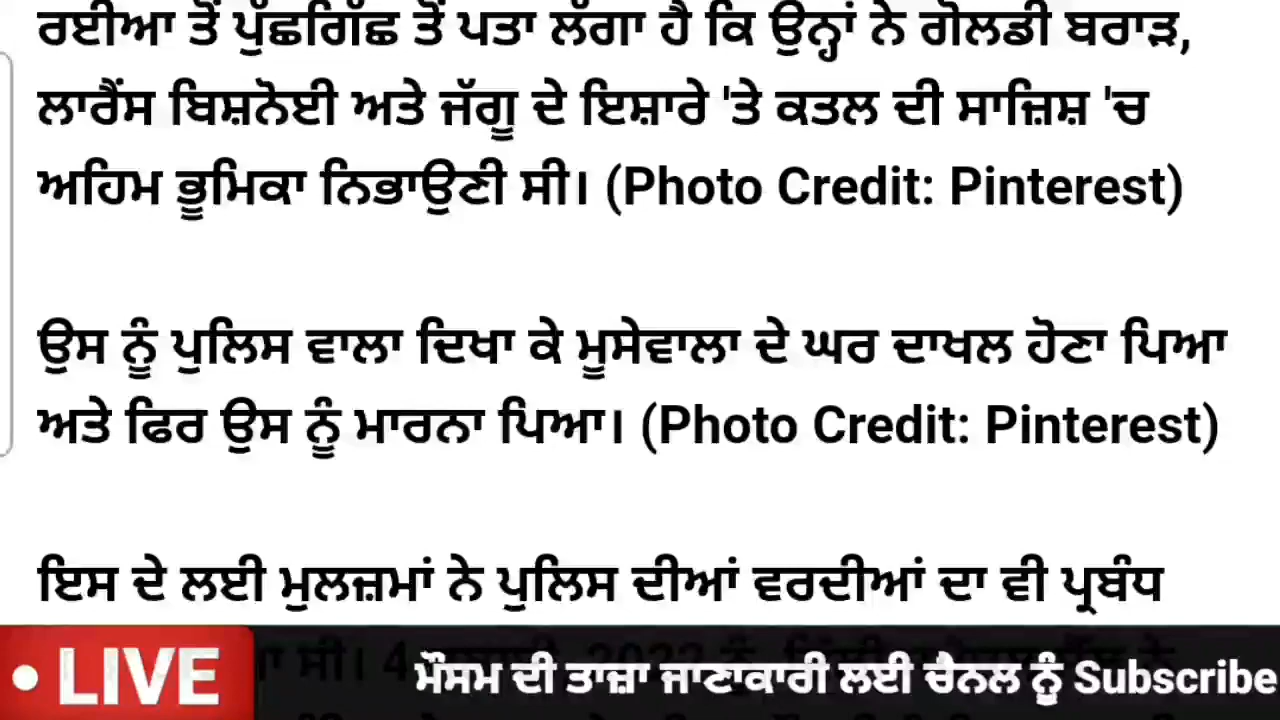 ਰਈਆ ਤੋਂ ਪੁੱਛਗਿੱਛ ਤੋਂ ਪਤਾ ਲੱਗਾ ਹੈ ਕਿ ਉਨ੍ਹਾਂ ਨੇ ਗੋਲਡੀ ਬਰਾੜ,
ਲਾਰੈਂਸ ਬਿਸ਼ਨੋਈ ਅਤੇ ਜੱਗੂ ਦੇ ਇਸ਼ਾਰੇ 'ਤੇ ਕਤਲ ਦੀ ਸਾਜ਼ਿਸ਼ 'ਚ
ਅਹਿਮ ਭੂਮਿਕਾ ਨਿਭਾਉਣੀ ਸੀ। (Photo Credit: Pinterest)
ਉਸ ਨੂੰ ਪੁਲਿਸ ਵਾਲਾ ਦਿਖਾ ਕੇ ਮੂਸੇਵਾਲਾ ਦੇ ਘਰ ਦਾਖਲ ਹੋਣਾ ਪਿਆ
ਅਤੇ ਫਿਰ ਉਸ ਨੂੰ ਮਾਰਨਾ ਪਿਆ। (Photo Credit: Pinterest)
ਇਸ ਦੇ ਲਈ ਮੁਲਜ਼ਮਾਂ ਨੇ ਪੁਲਿਸ ਦੀਆਂ ਵਰਦੀਆਂ ਦਾ ਵੀ ਪ੍ਰਬੰਧ
• LIVE
ਮੌਸਮ ਦੀ ਤਾਜ਼ਾ ਜਾਣਕਾਰੀ ਲਈ ਚੈਨਲ ਨੂੰ Subscribe